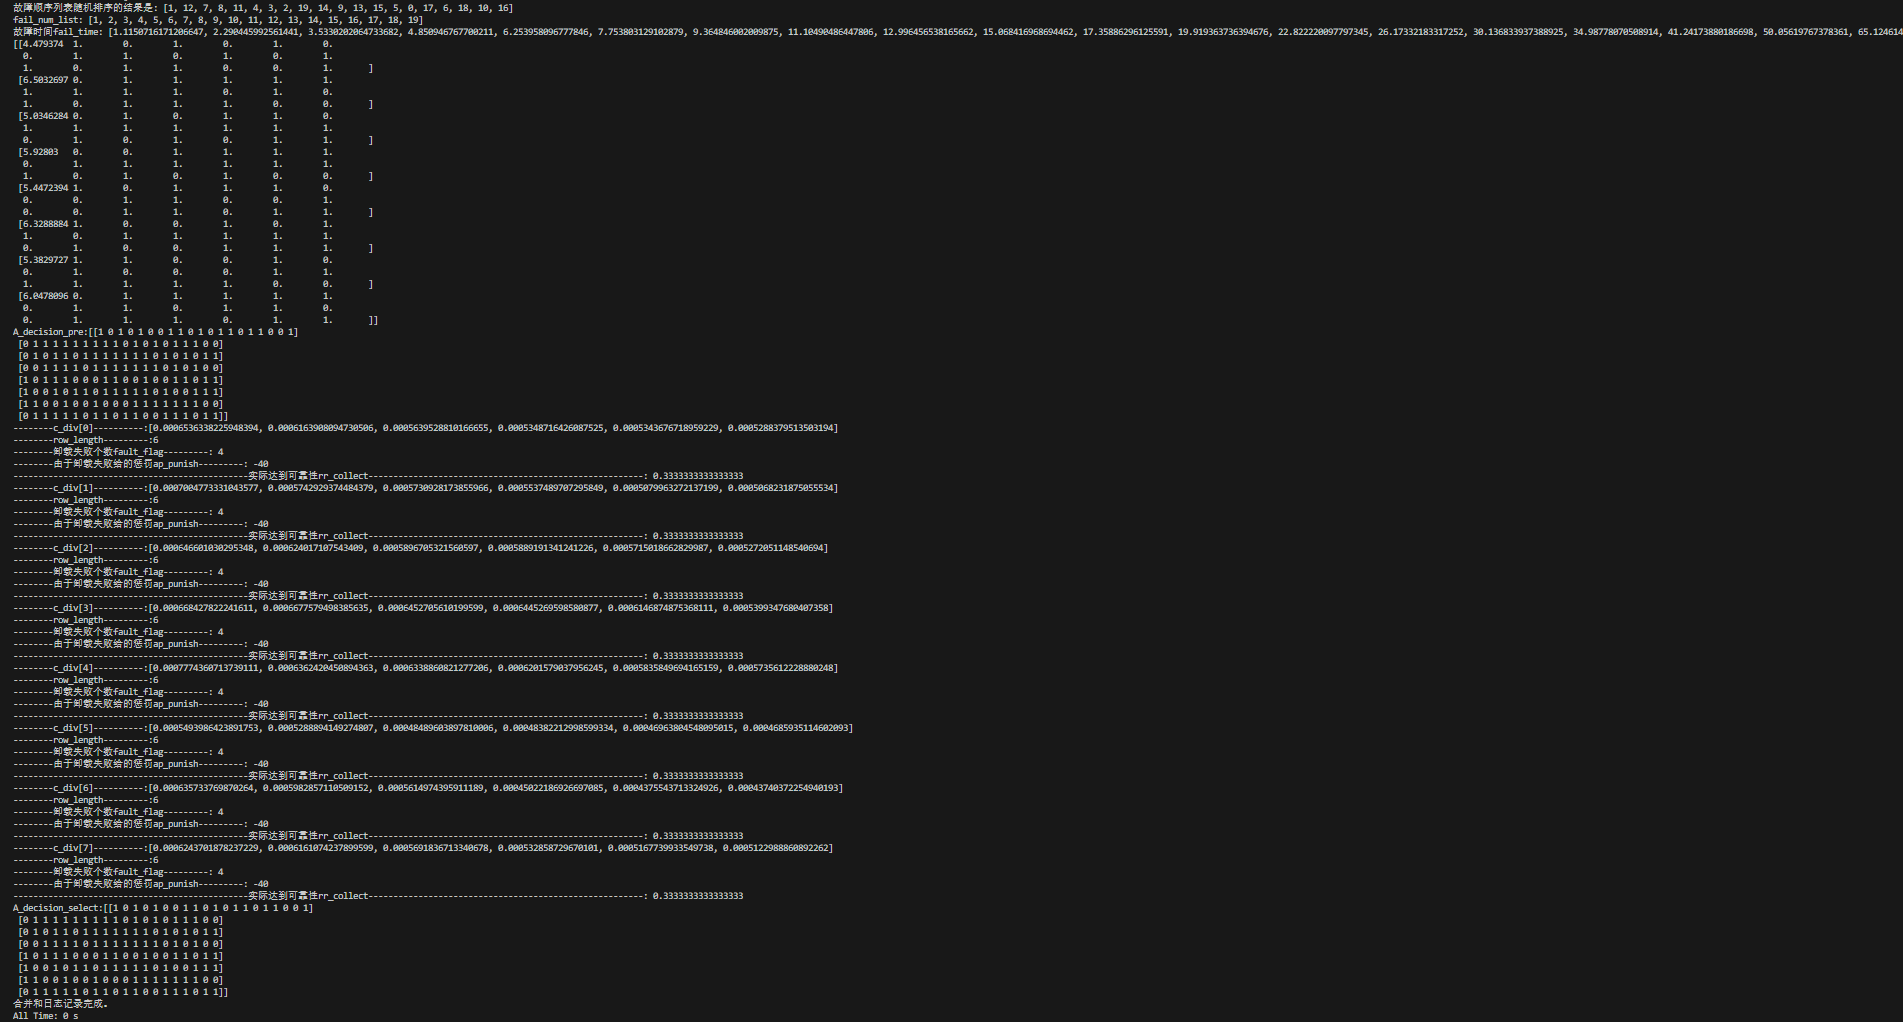 故障顺序列表随机排序的结果是: [1, 12, 7, 8, 11, 4, 3, 2, 19, 14, 9, 13, 15, 5, 0, 17, 6, 18, 10, 16]
fail_num_list: [1, 2, 3, 4, 5, 6, 7, 8, 9, 10, 11, 12, 13, 14, 15, 16, 17, 18, 19]
故障时间fail_time: [1.1150716171206647, 2.290445992561441, 3.5330202064733682, 4.850946767700211, 6.253958096777846, 7.753803129102879, 9.364846002009875, 11.10490486447806, 12.996456538165662, 15.068416968694462, 17.35886296125591, 19.919363736394676, 22.822220097797345, 26.17332183317252, 30.136833937388925, 34.98778070508914, 41.24173880186698, 50.05619767378361, 65.124614
[[4.479374 1. 0. 1. 0. 1. 0.
0. 1. 0. 1. 0. 1.
1. 0. 1. 1. 0. 1. ]
[6.5032697 0. 1. 1. 1. 1. 1.
1. 1. 1. 0. 1. 0.
1. 0. 1. 1. 1. 0. ]
[5.0346284 0. 1. 0. 1. 1. 0.
1. 1. 1. 1. 1. 1.
0. 1. 0. 1. 0. 1. ]
[5.92803 0. 0. 1. 1. 1. 1.
0. 1. 1. 1. 1. 1.
1. 0. 1. 0. 1. 0. ]
[5.4472394 1. 0. 1. 1. 1. 0.
0. 0. 1. 1. 0. 0.
0. 0. 1. 1. 0. 1. ]
[6.3288884 1. 0. 0. 1. 0. 1.
1. 0. 1. 1. 1. 1.
0. 1. 0. 0. 1. 1. ]
[5.3829727 1. 1. 0. 0. 1. 0.
0. 1. 0. 0. 1. 1.
1. 1. 1. 1. 0. 0. ]
[6.0478096 0. 1. 1. 1. 1. 1.
0. 1. 1. 0. 1. 0.
0. 1. 1. 0. 1. 1. ]]
A_decision_pre:[[1 0 1 0 1 0 0 1 1 0 1 0 1 1 0 1 1 0 0 1]
[0 1 1 1 1 1 1 1 1 1 0 1 0 1 0 1 1 1 0 0]
[0 1 0 1 1 0 1 1 1 1 1 1 1 0 1 0 1 0 1 1]
[0 0 1 1 1 1 0 1 1 1 1 1 1 1 0 1 0 1 0 0]
[1 0 1 1 1 0 0 0 1 1 0 0 1 0 0 1 1 0 1 1]
[1 0 0 1 0 1 1 0 1 1 1 1 1 0 1 0 0 1 1 1]
[1 1 0 0 1 0 0 1 0 0 0 1 1 1 1 1 1 1 0 0]
[0 1 1 1 1 1 0 1 1 0 1 1 0 0 1 1 1 0 1 1]]
--------c_div[0]----------:[0.0006536338225948394, 0.0006163908094730506, 0.0005639528810166655, 0.0005348716426087525, 0.0005343676718959229, 0.0005288379513503194]
--------row_length---------:6
--------卸载失败个数fault_flag---------: 4
--------由于卸载失败给的惩罚ap_punish---------: -40
-----------------------------------------------实际达到可靠性rr_collect-------------------------------------------------------: 0.3333333333333333
--------c_div[1]----------:[0.0007004773331043577, 0.0005742929374484379, 0.0005730928173855966, 0.0005537489707295849, 0.0005079963272137199, 0.0005068231875055534]
--------row_length---------:6
--------卸载失败个数fault_flag---------: 4
--------由于卸载失败给的惩罚ap_punish---------: -40
-----------------------------------------------实际达到可靠性rr_collect-------------------------------------------------------: 0.3333333333333333
--------c_div[2]----------:[0.000646601030295348, 0.000624017107543409, 0.0005896705321560597, 0.0005889191341241226, 0.0005715018662829987, 0.0005272051148540694]
--------row_length---------:6
--------卸载失败个数fault_flag---------: 4
--------由于卸载失败给的惩罚ap_punish---------: -40
-----------------------------------------------实际达到可靠性rr_collect-------------------------------------------------------: 0.3333333333333333
--------c_div[3]----------:[0.000668427822241611, 0.0006677579498385635, 0.0006452705610199599, 0.0006445269598580877, 0.0006146874875368111, 0.0005399347680407358]
--------row_length---------:6
--------卸载失败个数fault_flag---------: 4
--------由于卸载失败给的惩罚ap_punish---------: -40
-----------------------------------------------实际达到可靠性rr_collect-------------------------------------------------------: 0.3333333333333333
--------c_div[4]----------:[0.0007774360713739111, 0.0006362420450894363, 0.0006338860821277206, 0.0006201579037956245, 0.0005835849694165159, 0.0005735612228880248]
--------row_length---------:6
--------卸载失败个数fault_flag---------: 4
--------由于卸载失败给的惩罚ap_punish---------: -40
-----------------------------------------------实际达到可靠性rr_collect-------------------------------------------------------: 0.3333333333333333
--------c_div[5]----------:[0.0005493986423891753, 0.0005288894149274807, 0.00048489603897810006, 0.00048382212998599334, 0.00046963804548095015, 0.0004685935114602093]
--------row_length---------:6
--------卸载失败个数fault_flag---------: 4
--------由于卸载失败给的惩罚ap_punish---------: -40
-----------------------------------------------实际达到可靠性rr_collect-------------------------------------------------------: 0.3333333333333333
--------c_div[6]----------:[0.000635733769870264, 0.0005982857110509152, 0.0005614974395911189, 0.00045022186926697085, 0.0004375543713324926, 0.00043740372254940193]
--------row_length---------:6
--------卸载失败个数fault_flag---------: 4
--------由于卸载失败给的惩罚ap_punish---------: -40
-----------------------------------------------实际达到可靠性rr_collect-------------------------------------------------------: 0.3333333333333333
--------c_div[7]----------:[0.0006243701878237229, 0.0006161074237899599, 0.0005691836713340678, 0.000532858729670101, 0.0005167739933549738, 0.0005122988860892262]
--------row_length---------:6
--------卸载失败个数fault_flag---------: 4
--------由于卸载失败给的惩罚ap_punish---------: -40
-----------------------------------------------实际达到可靠性rr_collect-------------------------------------------------------: 0.3333333333333333
A_decision_select:[[1 0 1 0 1 0 0 1 1 0 1 0 1 1 0 1 1 0 0 1]
[0 1 1 1 1 1 1 1 1 1 0 1 0 1 0 1 1 1 0 0]
[0 1 0 1 1 0 1 1 1 1 1 1 1 0 1 0 1 0 1 1]
[0 0 1 1 1 1 0 1 1 1 1 1 1 1 0 1 0 1 0 0]
[1 0 1 1 1 0 0 0 1 1 0 0 1 0 0 1 1 0 1 1]
[1 0 0 1 0 1 1 0 1 1 1 1 1 0 1 0 0 1 1 1]
[1 1 0 0 1 0 0 1 0 0 0 1 1 1 1 1 1 1 0 0]
[0 1 1 1 1 1 0 1 1 0 1 1 0 0 1 1 1 0 1 1]]
合并和日志记录完成.
All Time: 0 s